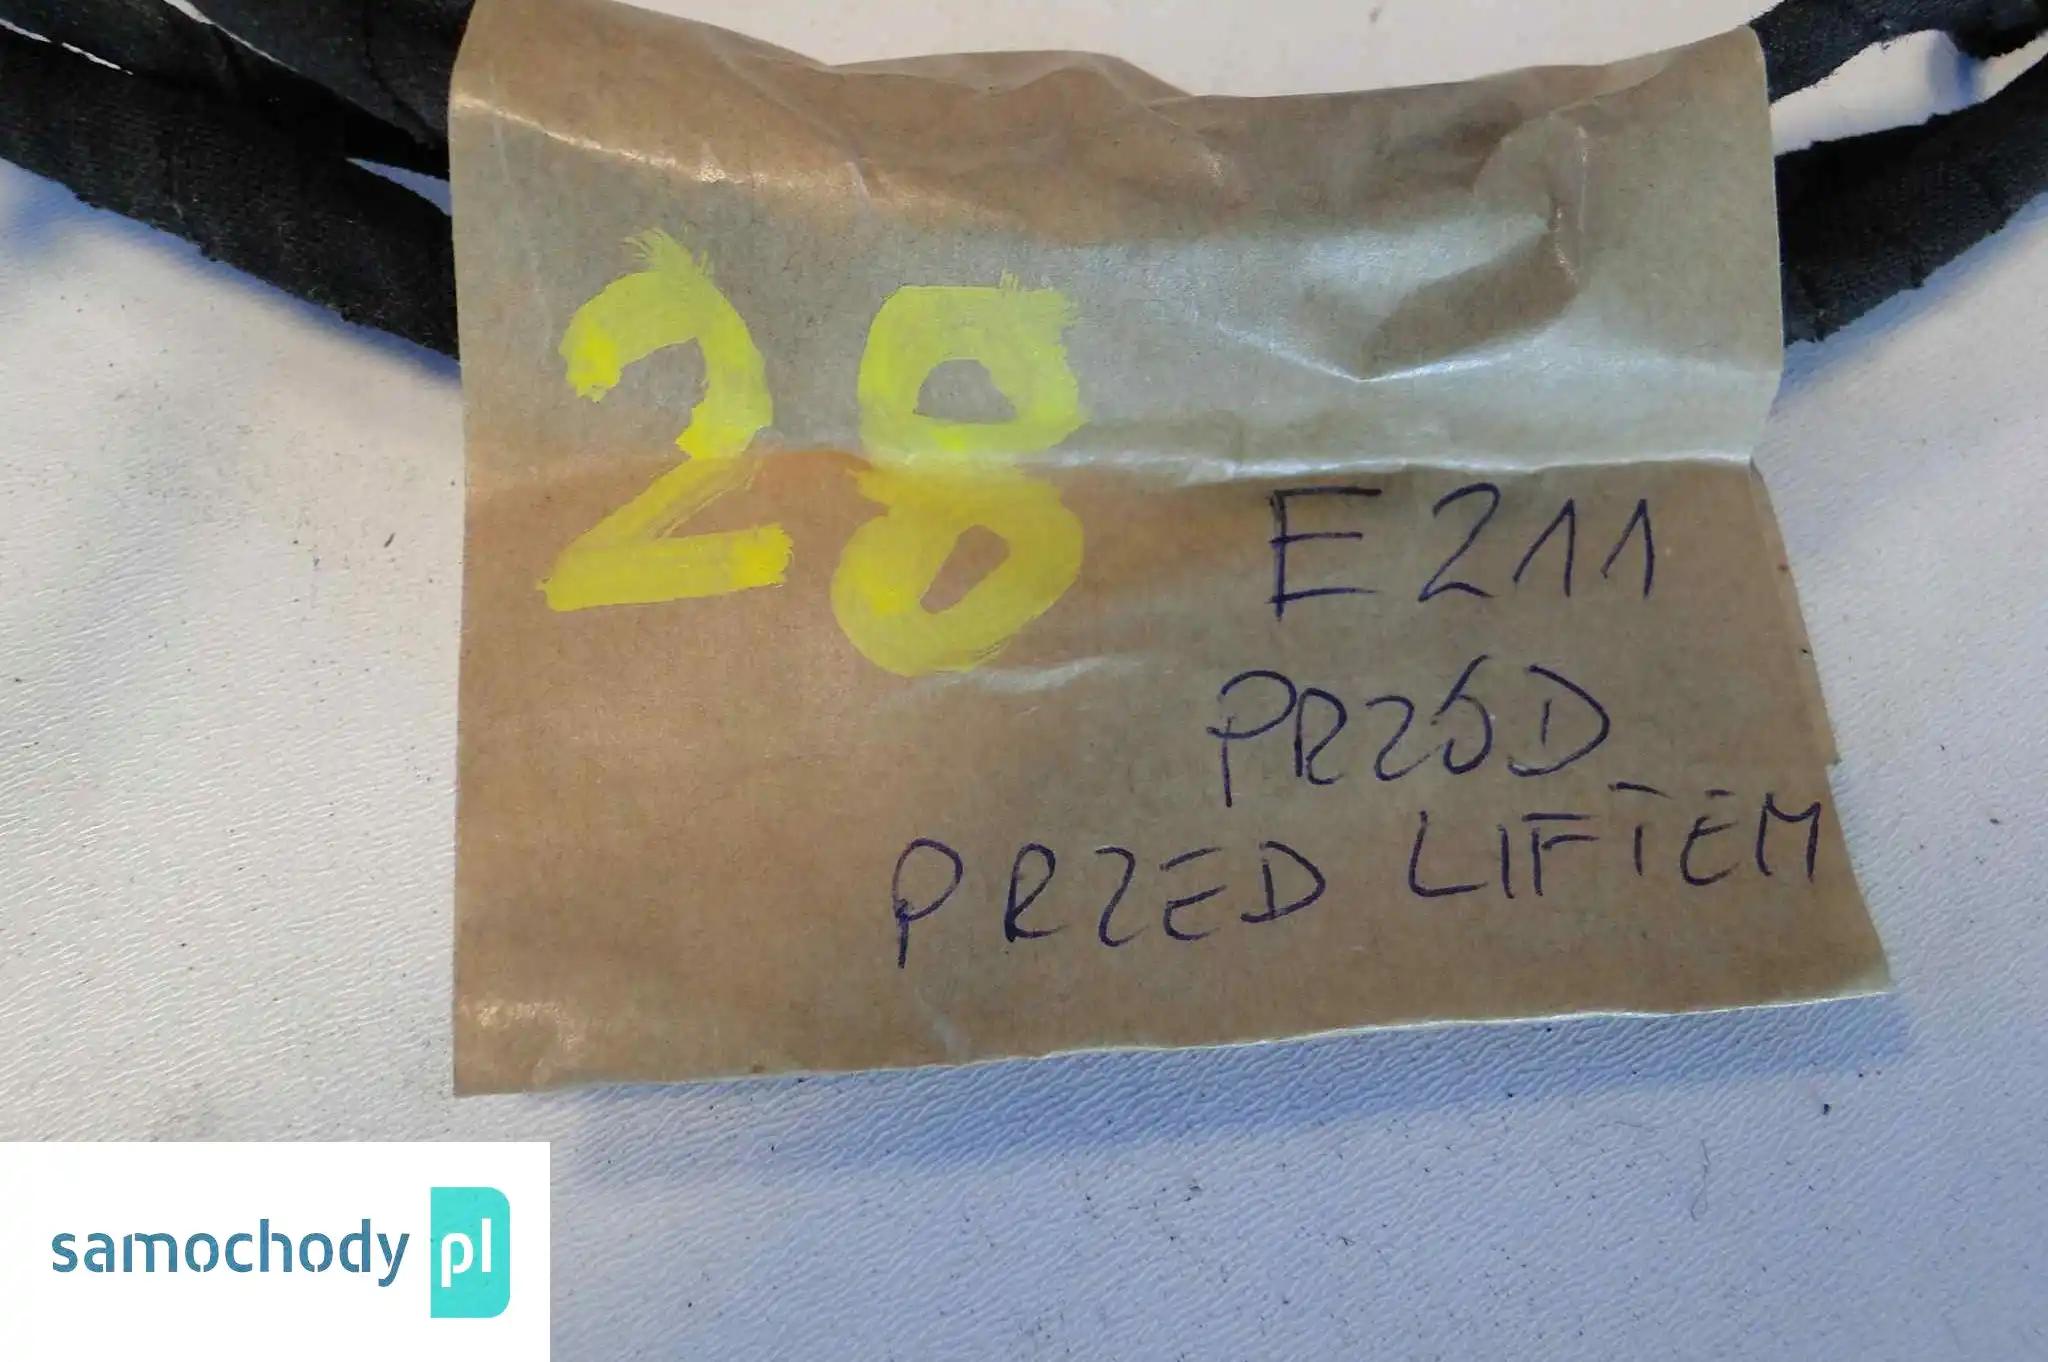 28
E211
PRZÓD
PRZED LIFTEM
samochody pl